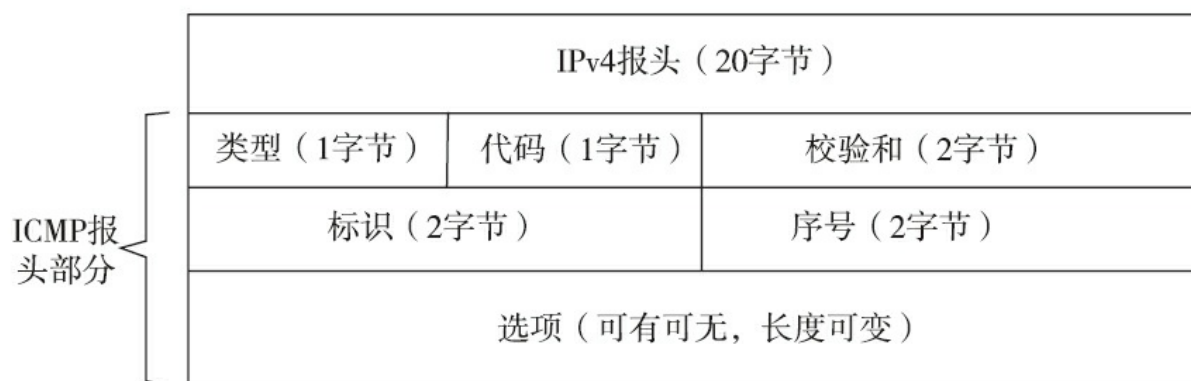 IPv4报头（20字节）
类型（1字节） 代码（1字节） 校验和（2字节）
ICMP报
头部分
标识（2字节） 序号（2字节）
选项（可有可无，长度可变）